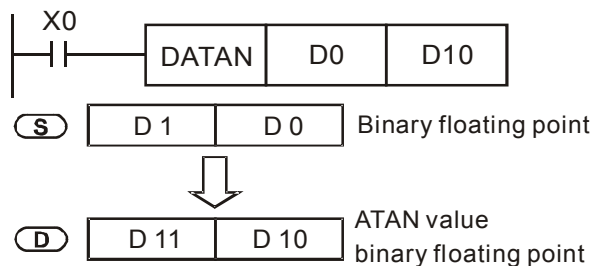 X0
DATAN D0 D10
S D 1 D 0 Binary floating point
D D 11 D 10 ATAN value
binary floating point